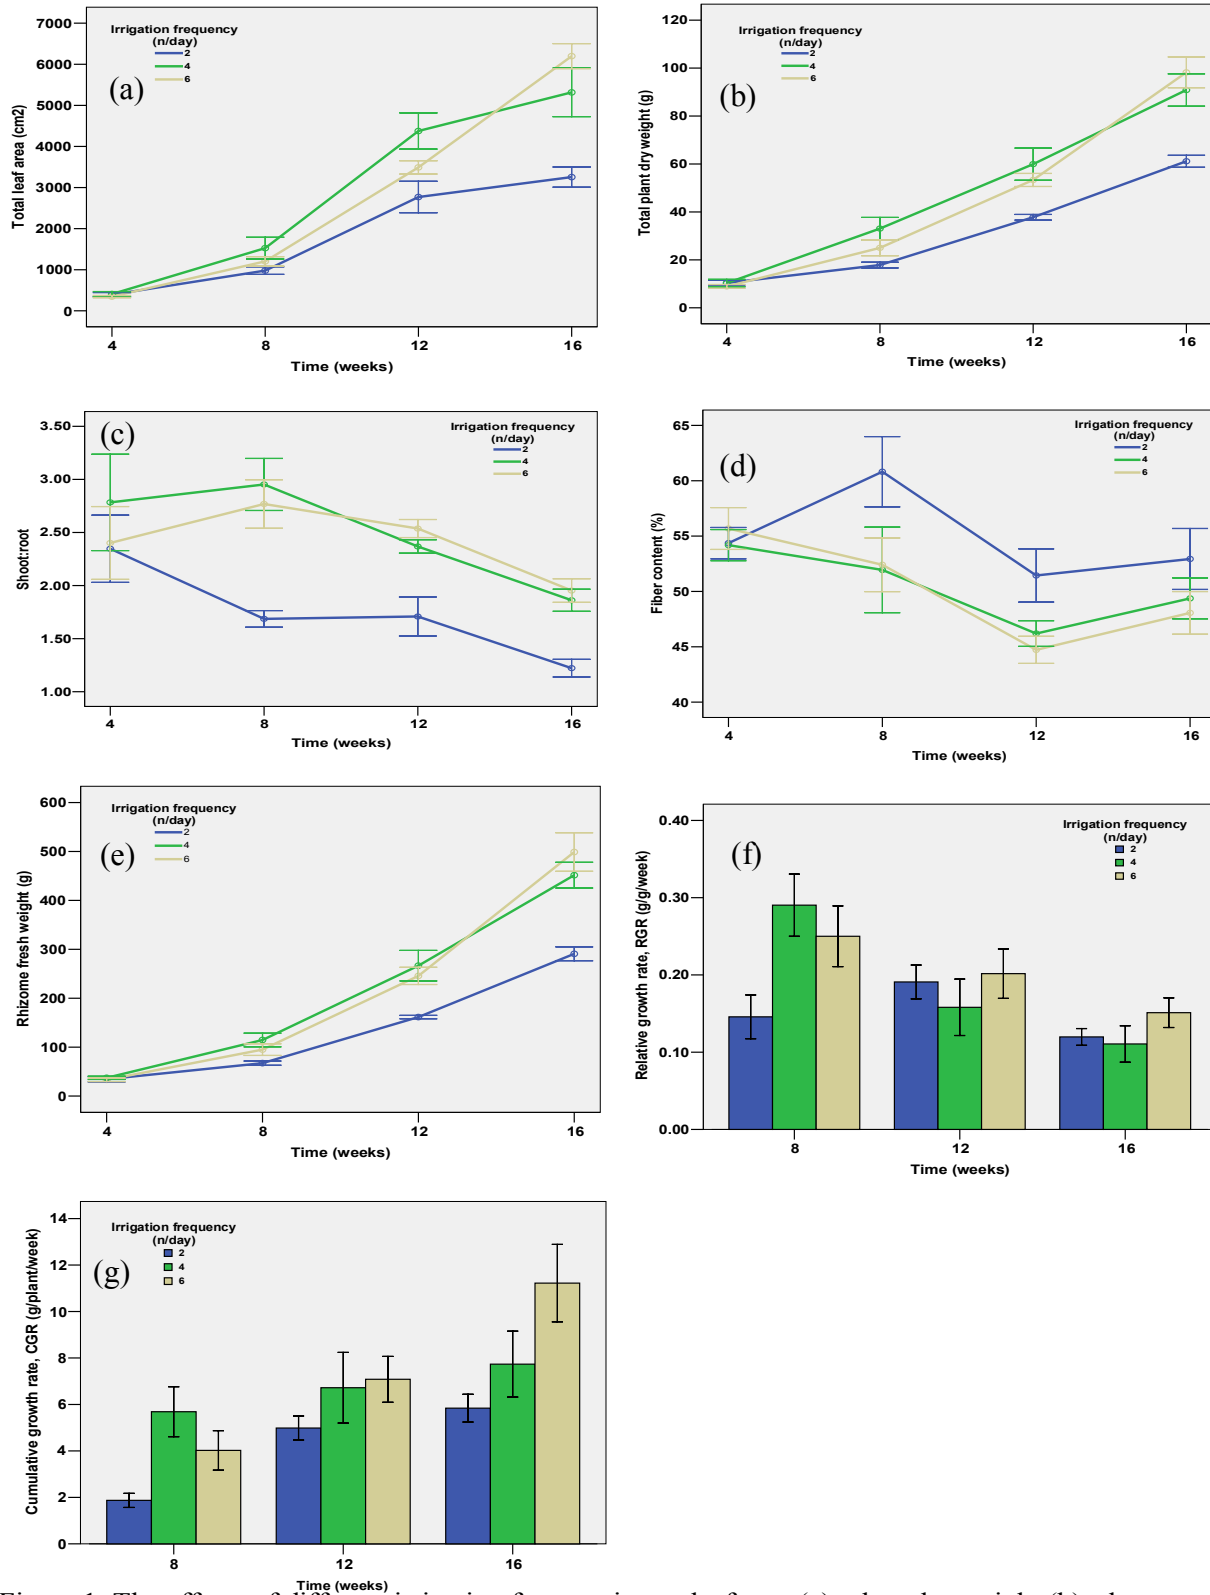 Irrigation frequency
(n/day)
2
4
6
(a)
7000
6000
5000
4000
3000
2000
1000
0
Total leaf area (cm2)
4 8 12 16
Time (weeks)
Irrigation frequency
(n/day)
2
4
6
(b)
120
100
80
60
40
20
0
Total plant dry weight (g)
4 8 12 16
Time (weeks)
Irrigation frequency
(n/day)
2
4
6
(c)
3.50
3.00
2.50
2.00
1.50
1.00
Shoot:root
4 8 12 16
Time (weeks)
Irrigation frequency
(n/day)
2
4
6
(d)
65
60
55
50
45
40
Fiber content (%)
4 8 12 16
Time (weeks)
Irrigation frequency
(n/day)
2
4
6
(e)
600
500
400
300
200
100
0
Rhizome fresh weight (g)
4 8 12 16
Time (weeks)
Irrigation frequency
(n/day)
2
4
6
(f)
0.40
0.30
0.20
0.10
0.00
Relative growth rate, RGR (g/g/week)
8 12 16
Time (weeks)
Irrigation frequency
(n/day)
2
4
6
(g)
14
12
10
8
6
4
2
0
Cumulative growth rate, CGR (g/plant/week)
8 12 16
Time (weeks)